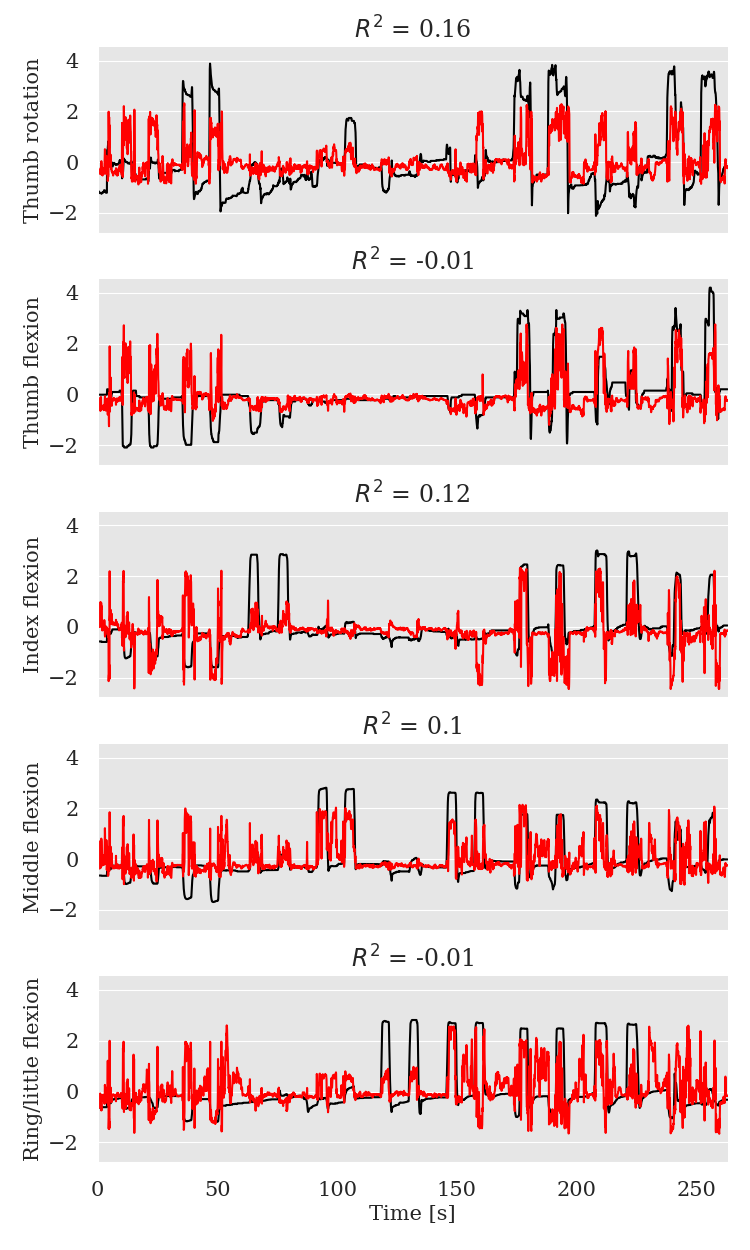 R² = 0.16
Thumb rotation
4
2
0
−2
R² = -0.01
Thumb flexion
4
2
0
−2
R² = 0.12
Index flexion
4
2
0
−2
R² = 0.1
Middle flexion
4
2
0
−2
R² = -0.01
Ring/little flexion
4
2
0
−2
0 50 100 150 200 250
Time [s]